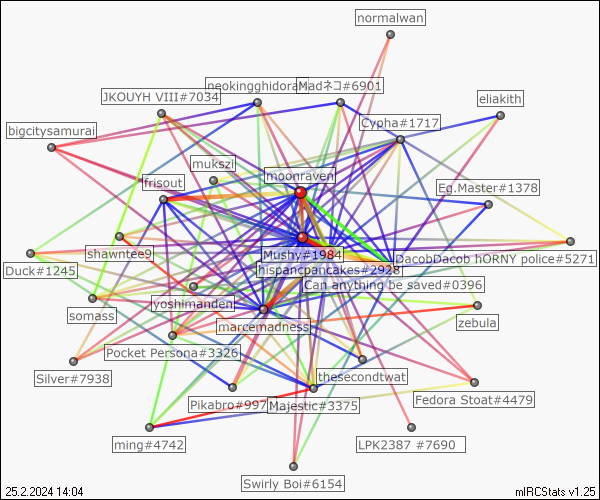 normalwan
neokingghidora
Madネコ#6901
JKOUYH VIII#7034
eliakith
Cypha#1717
bigcitysamurai
mukszi
moonraven
frisout
Eg.Master#1378
shawntee9
Mushy#1984
DacobDacob hORNY police#5271
Duck#1245
hispancpancakes#2928
Can anything be saved#0396
yoshimanden
somass
zebula
marcemadness
Pocket Persona#3326
Silver#7938
thesecondtwat
Pikabro#997
Majestic#3375
Fedora Stoat#4479
ming#4742
LPK2387 #7690
Swirly Boi#6154
25.2.2024 14:04
mIRCStats v1.25